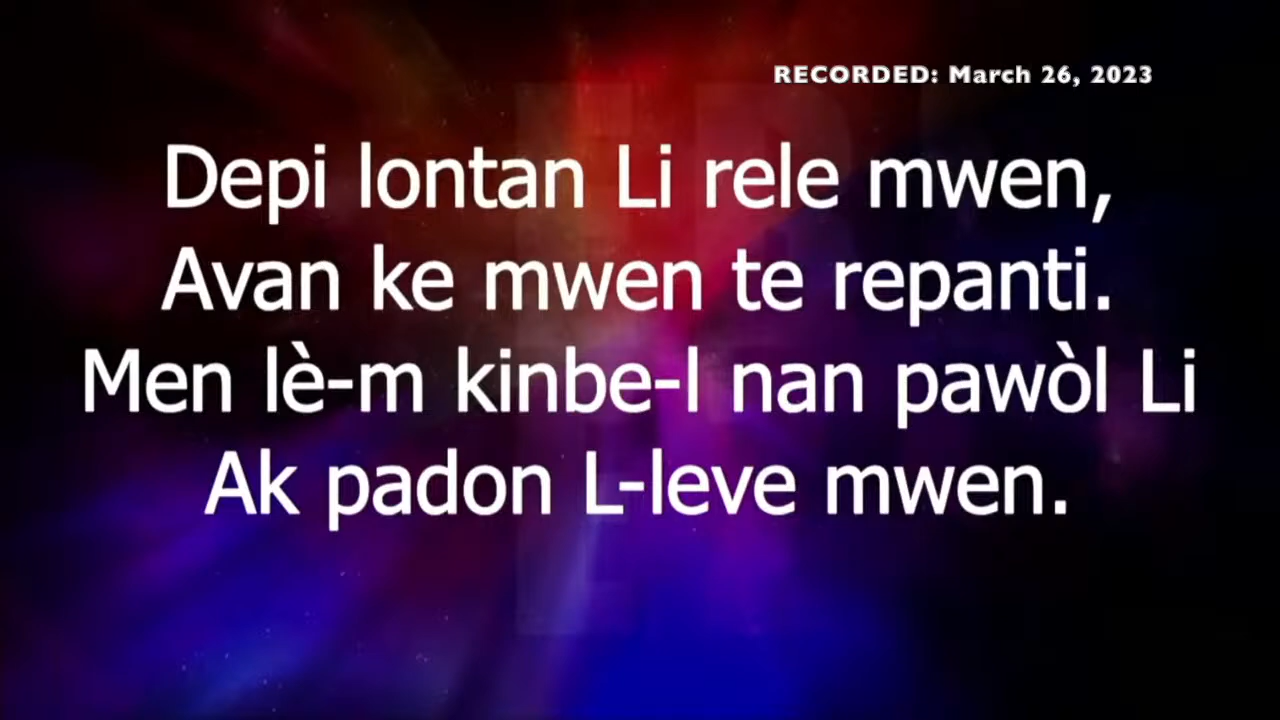 RECORDED: March 26, 2023
Depi lontan Li rele mwen,
Avan ke mwen te repanti.
Men lè-m kinbe-l nan pawòl Li
Ak padon L-leve mwen.